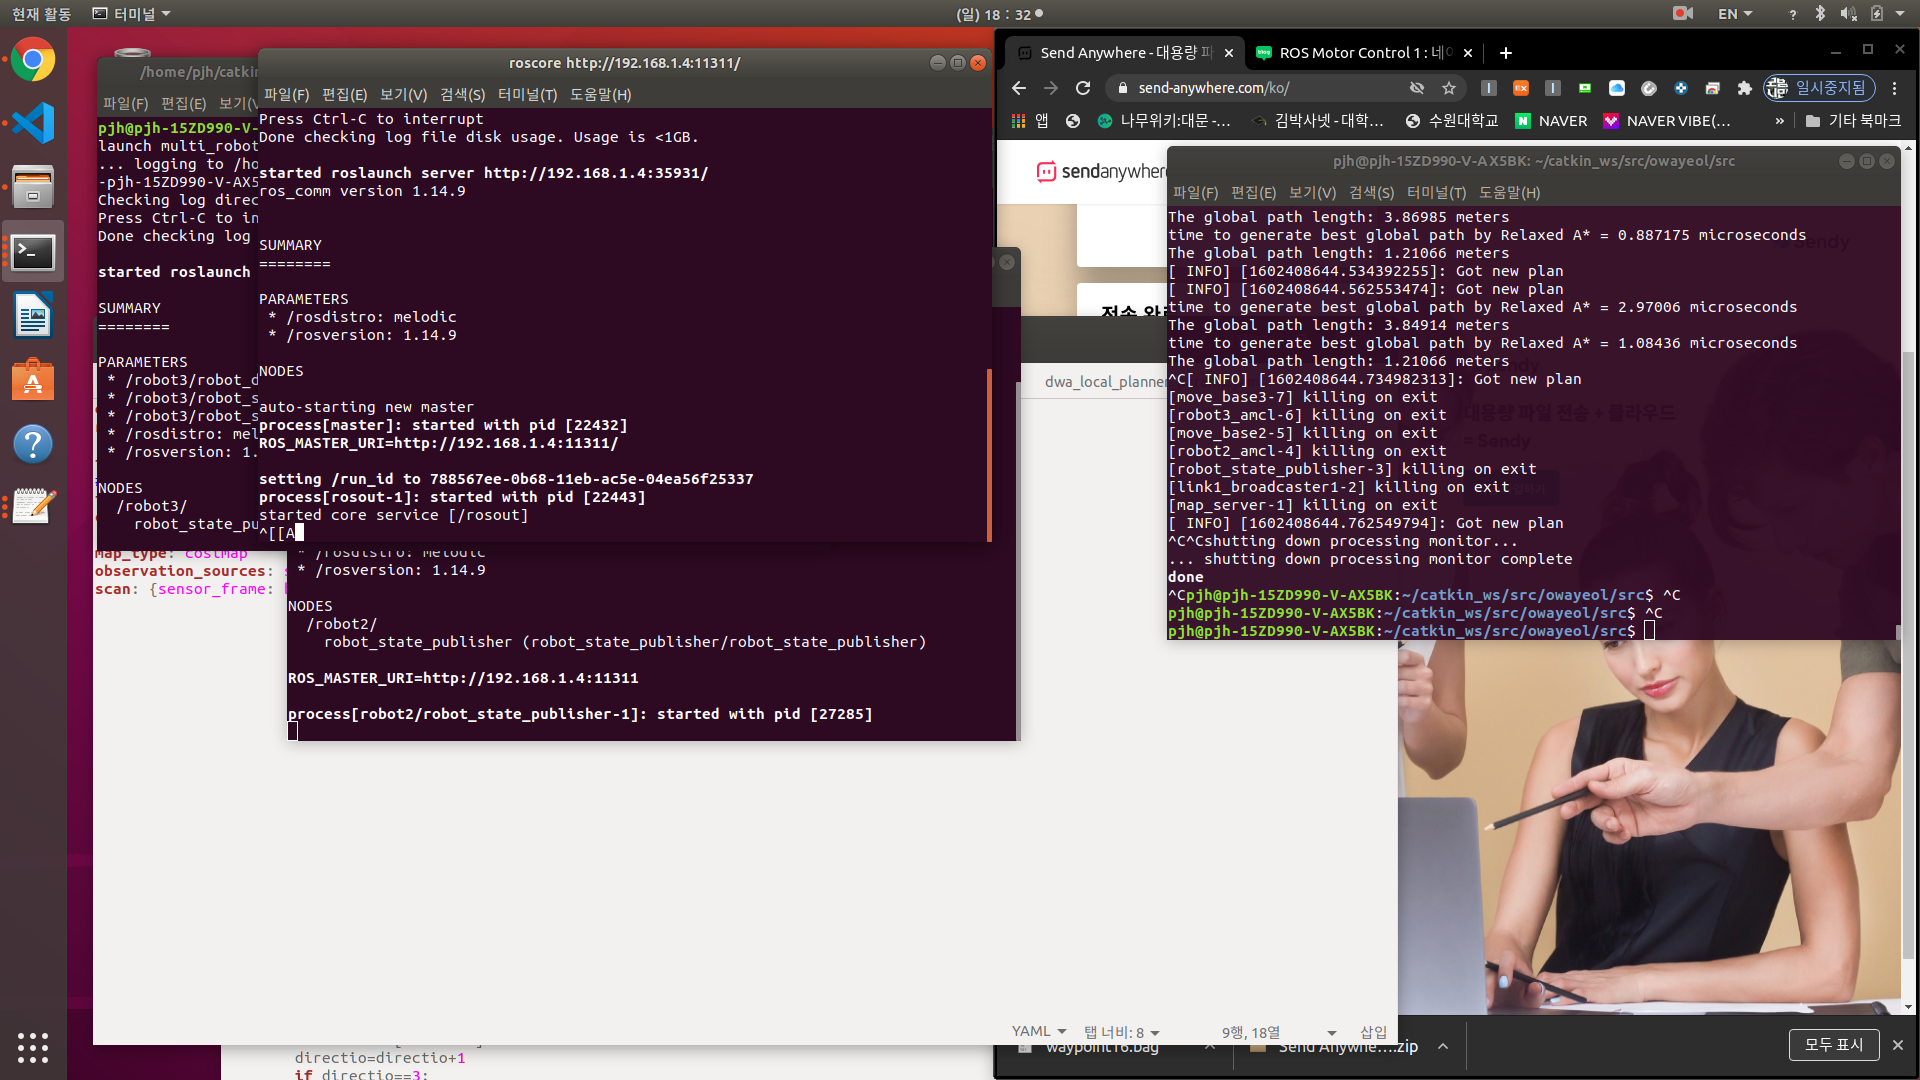 현재 활동
터미널
(일) 18 : 32
EN
/home/pjh/catkin
파일(F) 편집(E) 보기(V
pjh@pjh-15ZD990-V-
launch multi_robot
... logging to /ho
-pjh-15ZD990-V-AX5
Checking log direc
Press Ctrl-C to in
Done checking log
started roslaunch
SUMMARY
========
PARAMETERS
* /robot3/robot_d
* /robot3/robot_s
* /robot3/robot_s
* /rosdistro: mel
* /rosversion: 1.
NODES
/robot3/
robot_state_pu
roscore http://192.168.1.4:11311/
파일(F) 편집(E) 보기(V) 검색(S) 터미널(T) 도움말(H)
Press Ctrl-C to interrupt
Done checking log file disk usage. Usage is <1GB.
started roslaunch server http://192.168.1.4:35931/
ros_comm version 1.14.9
SUMMARY
========
PARAMETERS
* /rosdistro: melodic
* /rosversion: 1.14.9
NODES
auto-starting new master
process[master]: started with pid [22432]
ROS_MASTER_URI=http://192.168.1.4:11311/
setting /run_id to 788567ee-0b68-11eb-ac5e-04ea56f25337
process[rosout-1]: started with pid [22443]
started core service [/rosout]
^[[A
map_type: costmap
observation_sources: s
scan: {sensor_frame:
* /rosdistro: melodic
* /rosversion: 1.14.9
NODES
/robot2/
robot_state_publisher (robot_state_publisher/robot_state_publisher)
ROS_MASTER_URI=http://192.168.1.4:11311
process[robot2/robot_state_publisher-1]: started with pid [27285]
dwa_local_planner
YAML 탭 너비: 8 9행, 18열 삽입
directio=directio+1
if directio==3:
Send Anywhere - 대용량 파
ROS Motor Control 1 : 네이
send-anywhere.com/ko/
일시중지됨
앱
나무위키:대문 -...
김박사넷 - 대학...
수원대학교
NAVER
NAVER VIBE(...
»
기타 북마크
sendanywhere
pjh@pjh-15ZD990-V-AX5BK: ~/catkin_ws/src/owayeol/src
파일(F) 편집(E) 보기(V) 검색(S) 터미널(T) 도움말(H)
The global path length: 3.86985 meters
time to generate best global path by Relaxed A* = 0.887175 microseconds
The global path length: 1.21066 meters
[ INFO] [1602408644.534392255]: Got new plan
[ INFO] [1602408644.562553474]: Got new plan
time to generate best global path by Relaxed A* = 2.97006 microseconds
The global path length: 3.84914 meters
time to generate best global path by Relaxed A* = 1.08436 microseconds
The global path length: 1.21066 meters
^C[ INFO] [1602408644.734982313]: Got new plan
[move_base3-7] killing on exit
[robot3_amcl-6] killing on exit
[move_base2-5] killing on exit
[robot2_amcl-4] killing on exit
[robot_state_publisher-3] killing on exit
[link1_broadcaster1-2] killing on exit
[map_server-1] killing on exit
[ INFO] [1602408644.762549794]: Got new plan
^C^Cshutting down processing monitor...
... shutting down processing monitor complete
done
^Cpjh@pjh-15ZD990-V-AX5BK:~/catkin_ws/src/owayeol/src$ ^C
pjh@pjh-15ZD990-V-AX5BK:~/catkin_ws/src/owayeol/src$ ^C
pjh@pjh-15ZD990-V-AX5BK:~/catkin_ws/src/owayeol/src$
대용량 파일 전송 + 클라우드
= Sendy
waypoint16.bag
Send Anywhe....zip
모두 표시